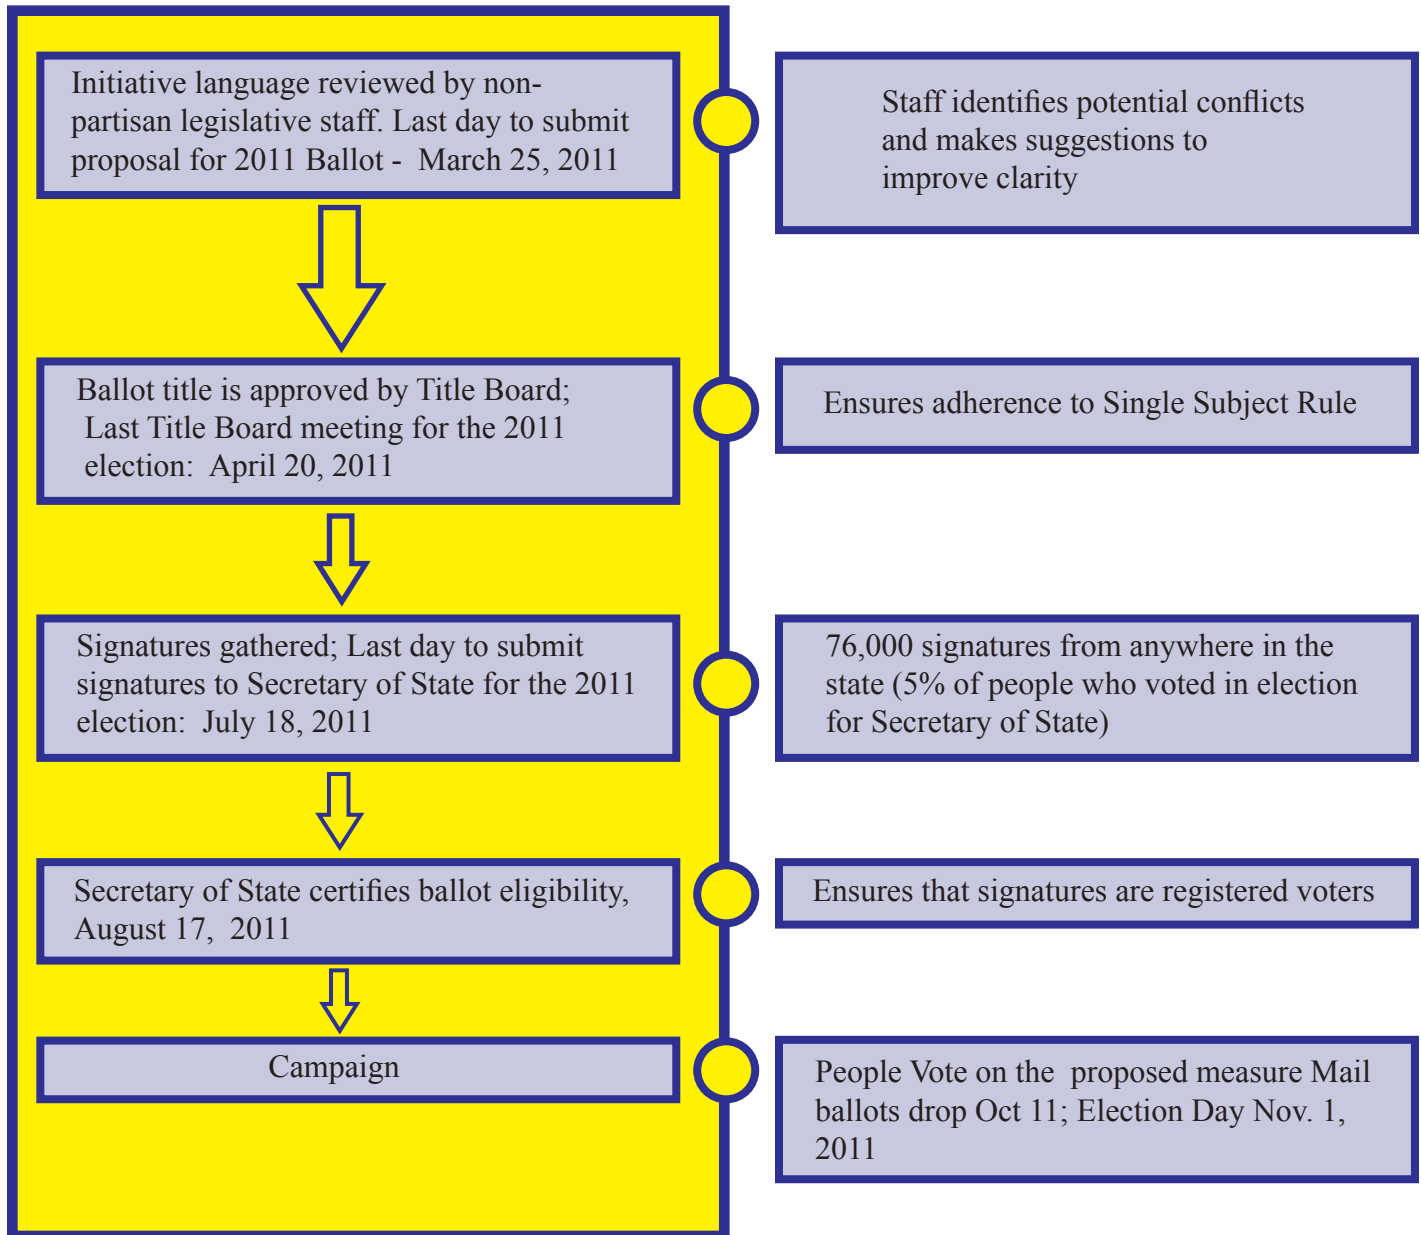 Initiative language reviewed by non-
partisan legislative staff. Last day to submit
proposal for 2011 Ballot -  March 25, 2011
Staff identifies potential conflicts
and makes suggestions to
improve clarity
Ballot title is approved by Title Board;
Last Title Board meeting for the 2011
election:  April 20, 2011
Ensures adherence to Single Subject Rule
Signatures gathered; Last day to submit
signatures to Secretary of State for the 2011
election:  July 18, 2011
76,000 signatures from anywhere in the
state (5% of people who voted in election
for Secretary of State)
Secretary of State certifies ballot eligibility,
August 17,  2011
Ensures that signatures are registered voters
Campaign
People Vote on the  proposed measure Mail
ballots drop Oct 11; Election Day Nov. 1,
2011